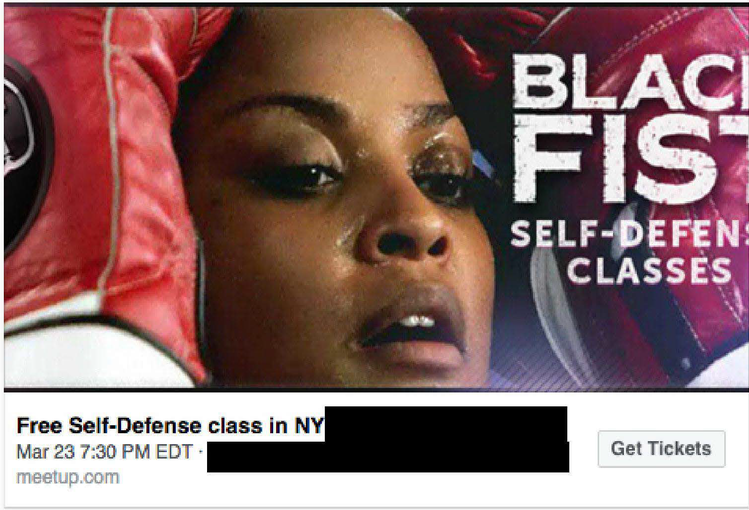 BLAC
FIST
SELF-DEFENS
CLASSES
Free Self-Defense class in NY
Mar 23 7:30 PM EDT ·
Get Tickets
meetup.com